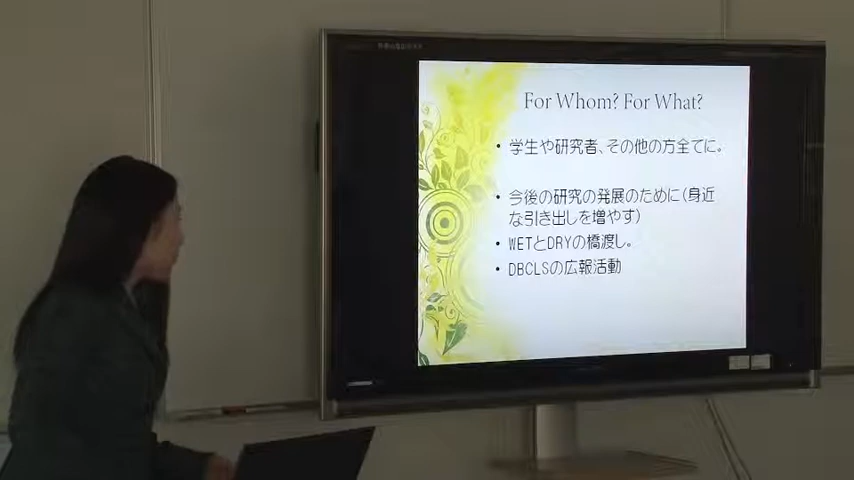 For Whom? For What?
• 学生や研究者、その他の方全てに。
• 今後の研究の発展のために(身近
な引き出しを増やす)
• WETとDRYの橋渡し。
• DBCLSの広報活動